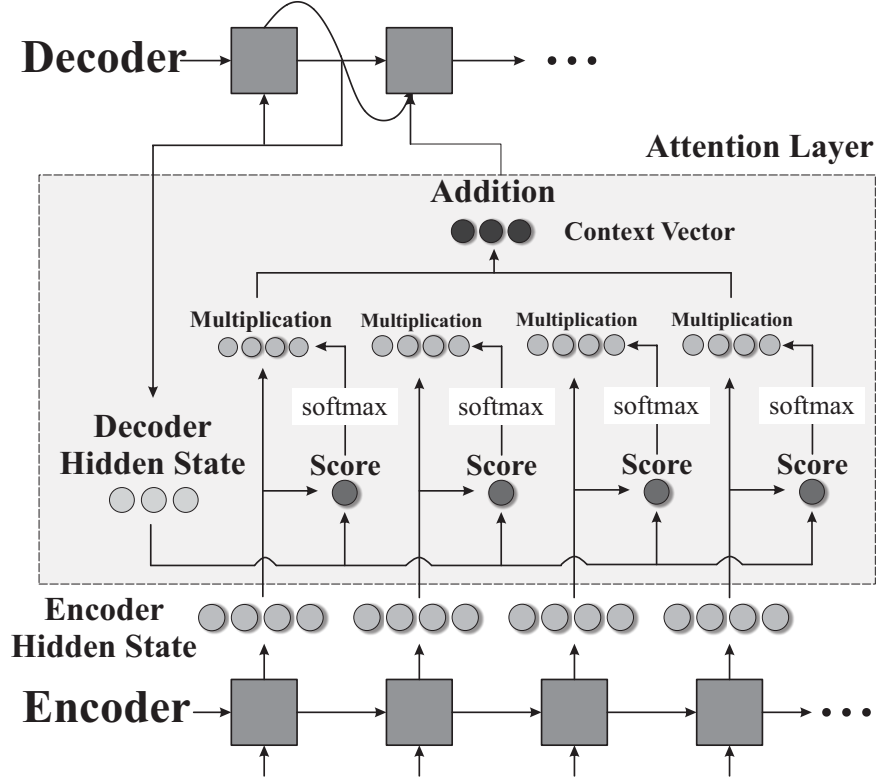 Decoder
Attention Layer
Addition
Context Vector
Multiplication
Multiplication
Multiplication
Multiplication
softmax
softmax
softmax
softmax
Decoder
Hidden State
Score
Score
Score
Score
Encoder
Hidden State
Encoder